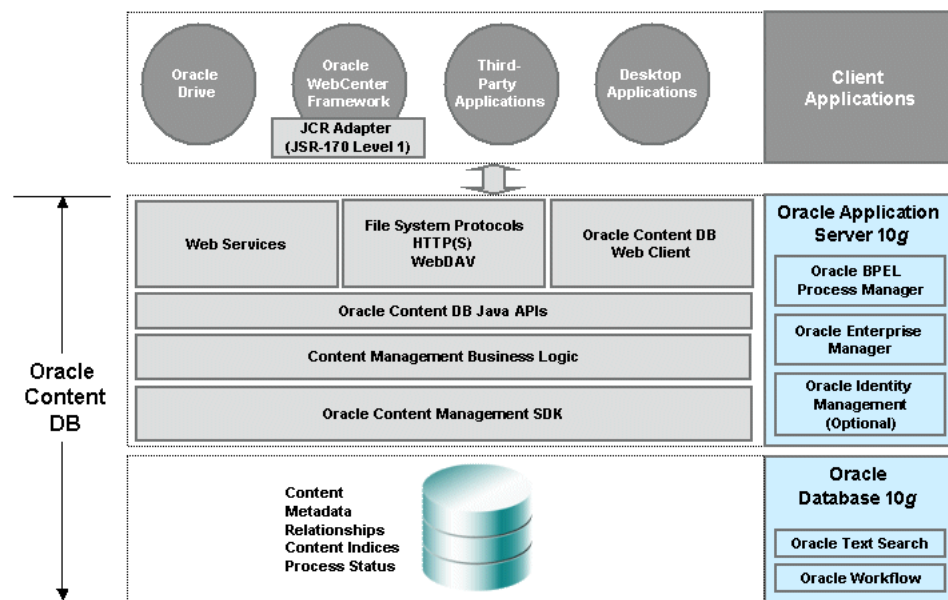 Oracle
Drive
Oracle
WebCenter
Framework
JCR Adapter
(JSR-170 Level 1)
Third-
Party
Applications
Desktop
Applications
Client
Applications
Oracle
Content
DB
Web Services
File System Protocols
HTTP(S)
WebDAV
Oracle Content DB
Web Client
Oracle Content DB Java APIs
Content Management Business Logic
Oracle Content Management SDK
Oracle Application
Server 10g
Oracle BPEL
Process Manager
Oracle Enterprise
Manager
Oracle Identity
Management
(Optional)
Content
Metadata
Relationships
Content Indices
Process Status
Oracle
Database 10g
Oracle Text Search
Oracle Workflow